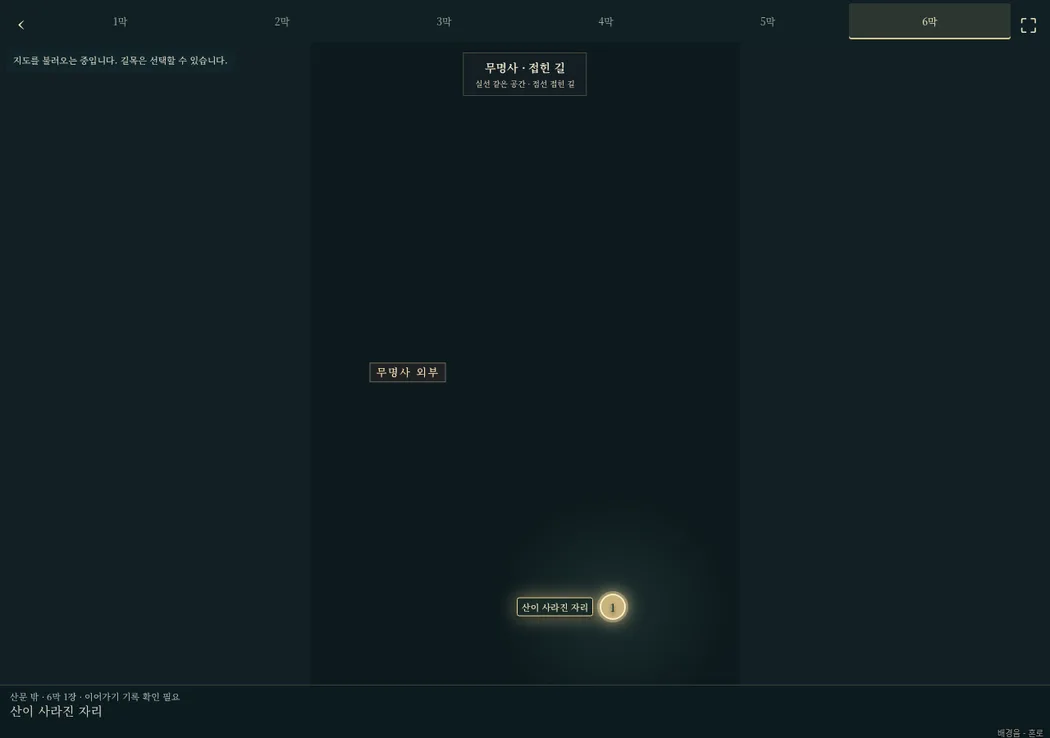 1막 2막 3막 4막 5막 6막
지도를 불러오는 중입니다. 길목은 선택할 수 있습니다.
무명사 · 접힌 길
실선 같은 공간 · 점선 접힌 길
무명사 외부
산이 사라진 자리 1
산문 밖 · 6막 1장 · 이어가기 기록 확인 필요
산이 사라진 자리
배경음 - 혼로